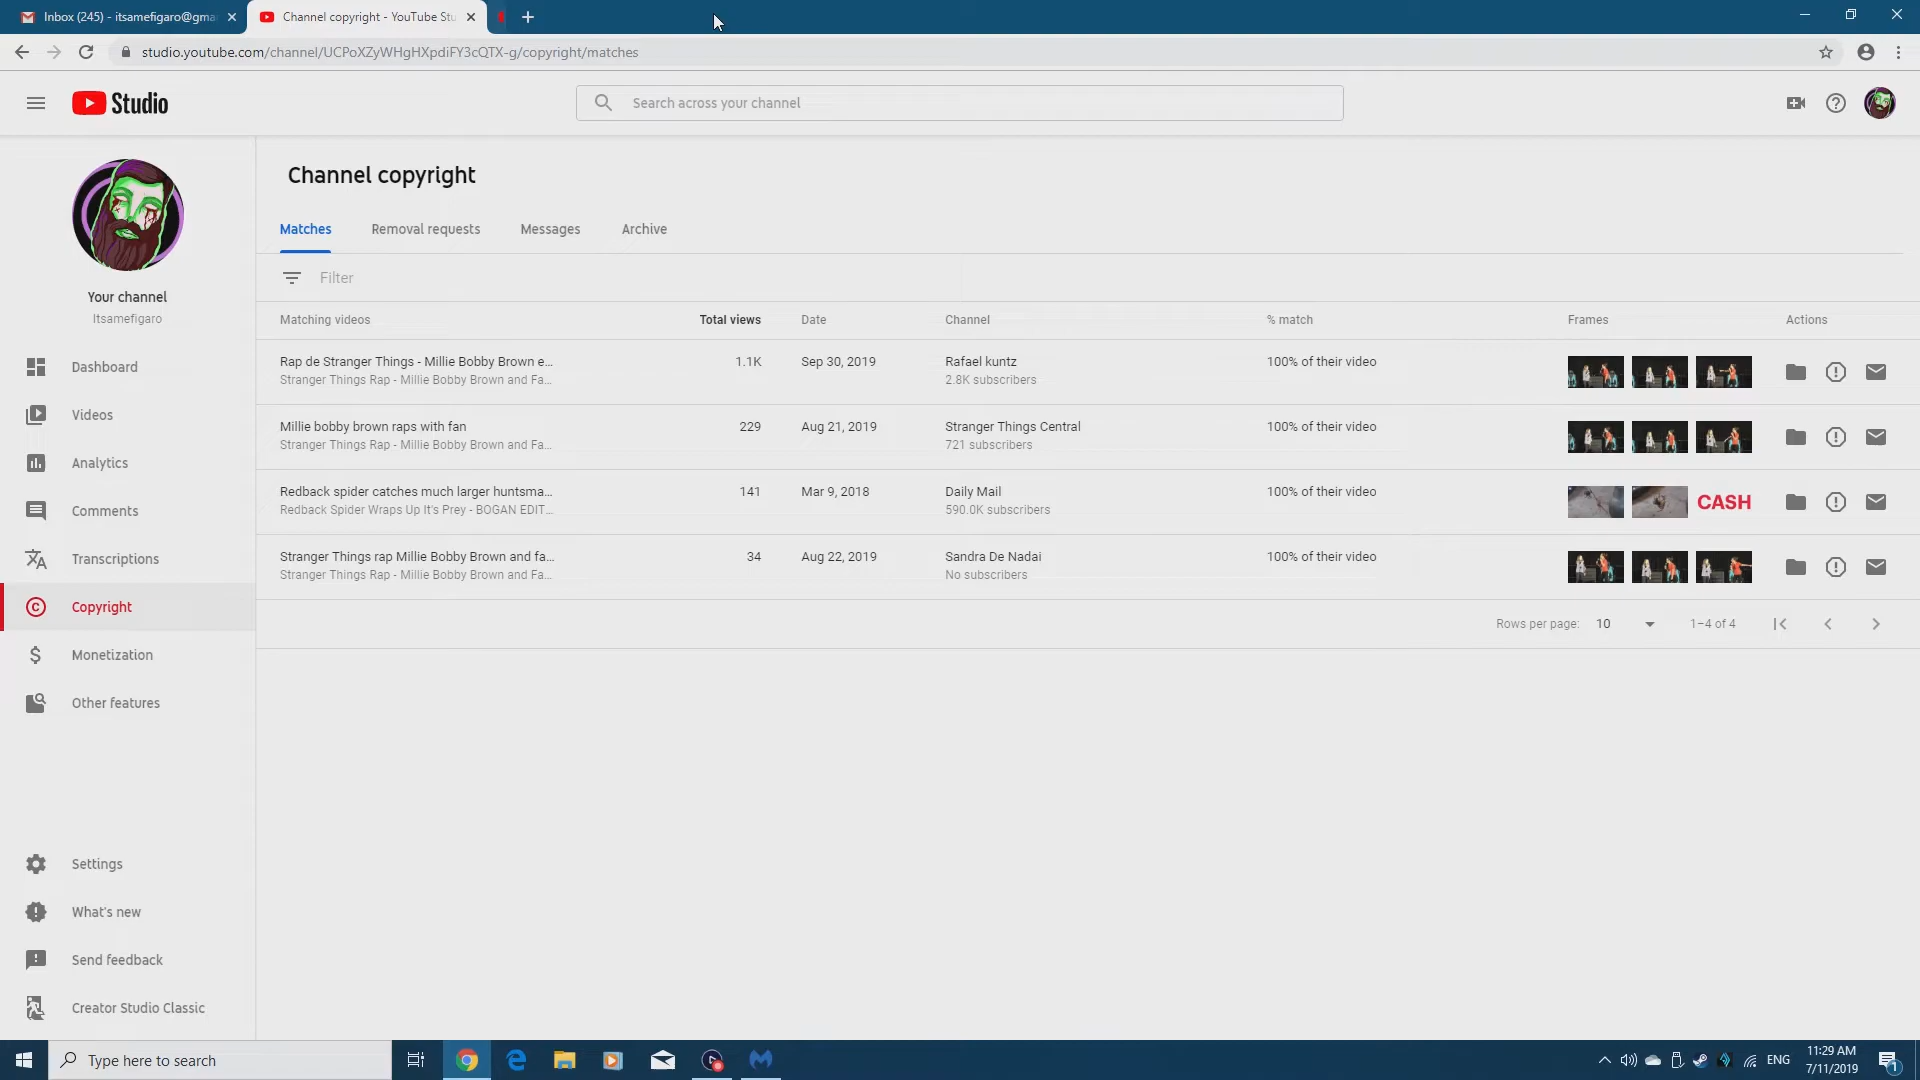 Inbox (245) - itsamefigaro@gma
Channel copyright - YouTube Stu
studio.youtube.com/channel/UCPoXZyWHgHXpdiFY3cQTX-g/copyright/matches
Studio
Search across your channel
Your channel
Itsamefigaro
Dashboard
Videos
Analytics
Comments
Transcriptions
Copyright
Monetization
Other features
Settings
What's new
Send feedback
Creator Studio Classic
Channel copyright
Matches Removal requests Messages Archive
Filter
Matching videos Total views Date Channel % match Frames Actions
Rap de Stranger Things - Millie Bobby Brown e... 1.1K Sep 30, 2019 Rafael kuntz 100% of their video
Stranger Things Rap - Millie Bobby Brown and Fa... 2.8K subscribers
Millie bobby brown raps with fan 229 Aug 21, 2019 Stranger Things Central 100% of their video
Stranger Things Rap - Millie Bobby Brown and Fa... 721 subscribers
Redback spider catches much larger huntsma... 141 Mar 9, 2018 Daily Mail 100% of their video CASH
Redback Spider Wraps Up It's Prey - BOGAN EDIT... 590.0K subscribers
Stranger Things rap Millie Bobby Brown and fa... 34 Aug 22, 2019 Sandra De Nadai 100% of their video
Stranger Things Rap - Millie Bobby Brown and Fa... No subscribers
Rows per page: 10 1–4 of 4
Type here to search
ENG
11:29 AM
7/11/2019
1